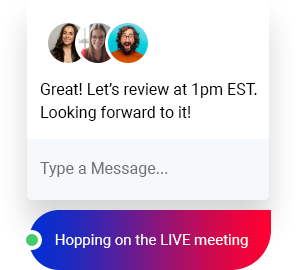 Great! Let's review at 1pm EST.
Looking forward to it!
Type a Message...
Hopping on the LIVE meeting